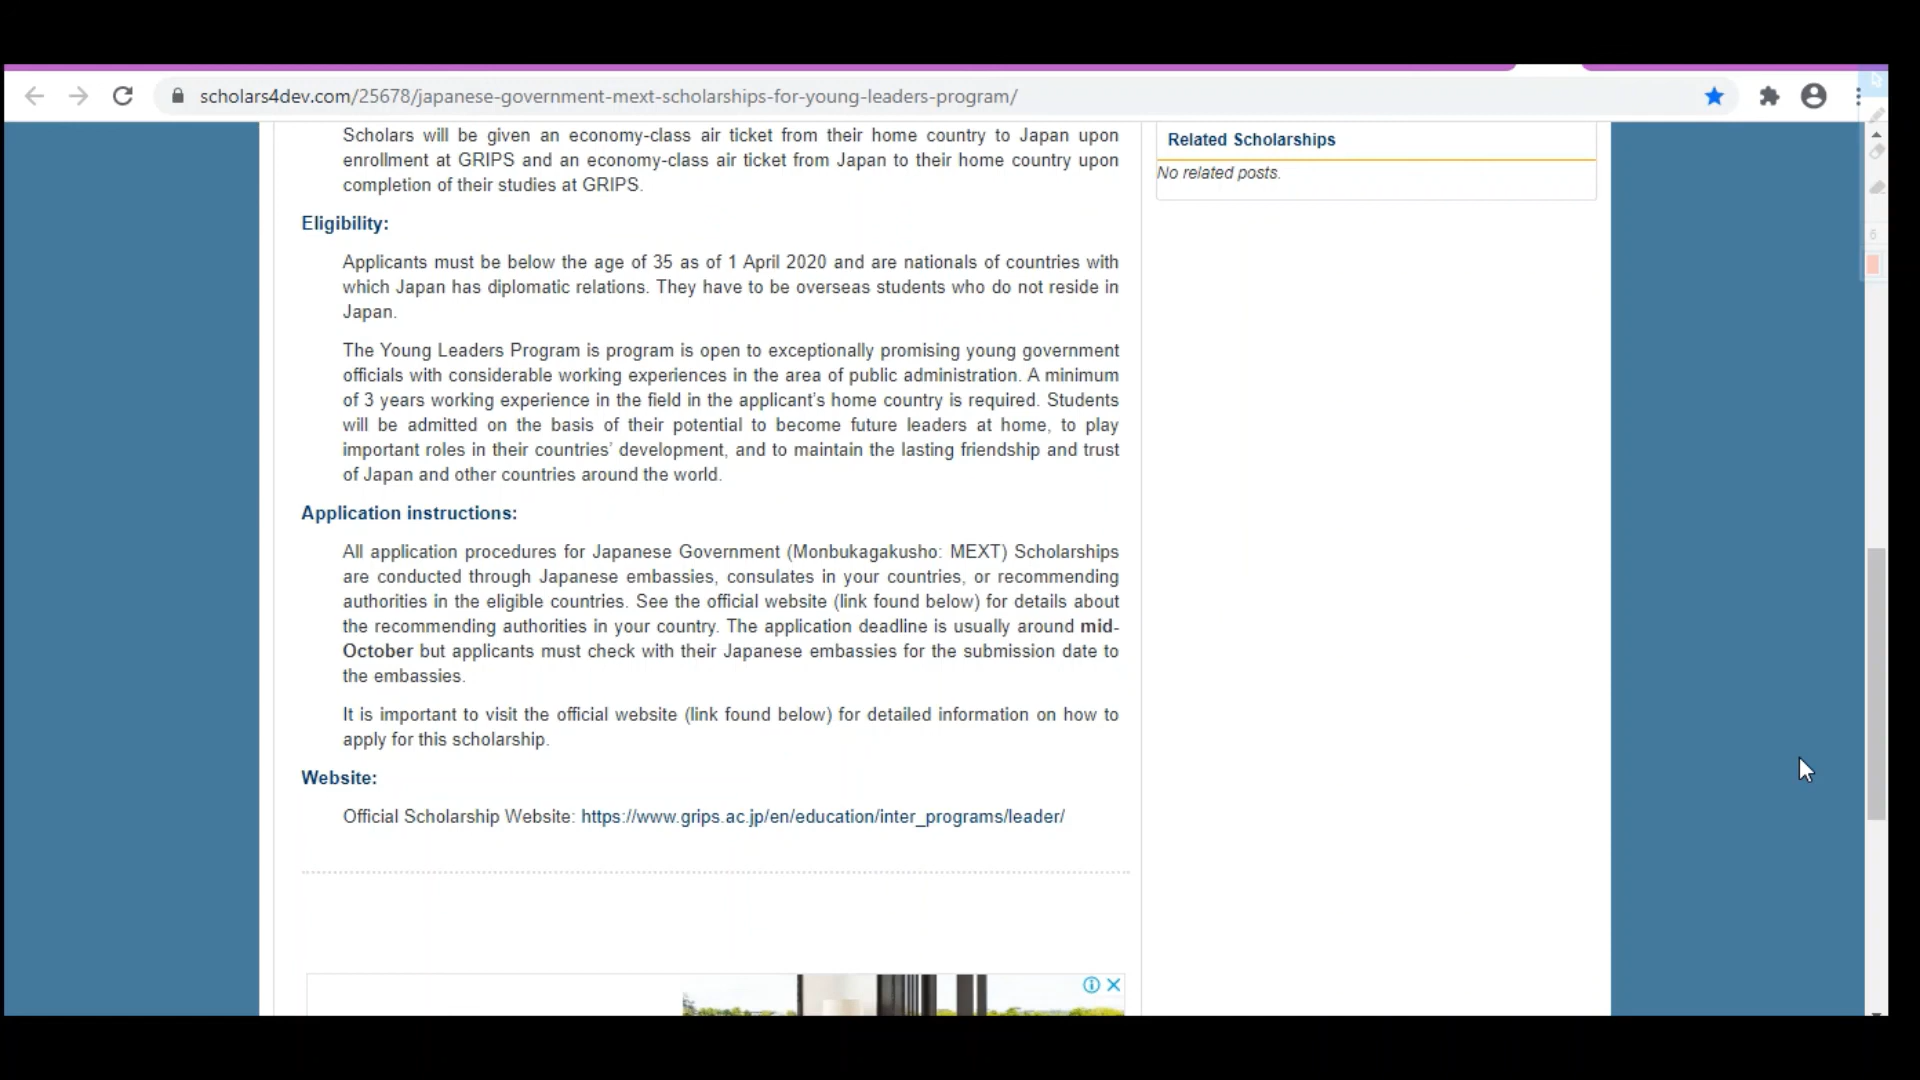 scholars4dev.com/25678/japanese-government-mext-scholarships-for-young-leaders-program/
Scholars will be given an economy-class air ticket from their home country to Japan upon
enrollment at GRIPS and an economy-class air ticket from Japan to their home country upon
completion of their studies at GRIPS.
Eligibility:
Applicants must be below the age of 35 as of 1 April 2020 and are nationals of countries with
which Japan has diplomatic relations. They have to be overseas students who do not reside in
Japan.
The Young Leaders Program is program is open to exceptionally promising young government
officials with considerable working experiences in the area of public administration. A minimum
of 3 years working experience in the field in the applicant's home country is required. Students
will be admitted on the basis of their potential to become future leaders at home, to play
important roles in their countries' development, and to maintain the lasting friendship and trust
of Japan and other countries around the world.
Application instructions:
All application procedures for Japanese Government (Monbukagakusho: MEXT) Scholarships
are conducted through Japanese embassies, consulates in your countries, or recommending
authorities in the eligible countries. See the official website (link found below) for details about
the recommending authorities in your country. The application deadline is usually around mid-
October but applicants must check with their Japanese embassies for the submission date to
the embassies.
It is important to visit the official website (link found below) for detailed information on how to
apply for this scholarship.
Website:
Official Scholarship Website: https://www.grips.ac.jp/en/education/inter_programs/leader/
Related Scholarships
No related posts.
6